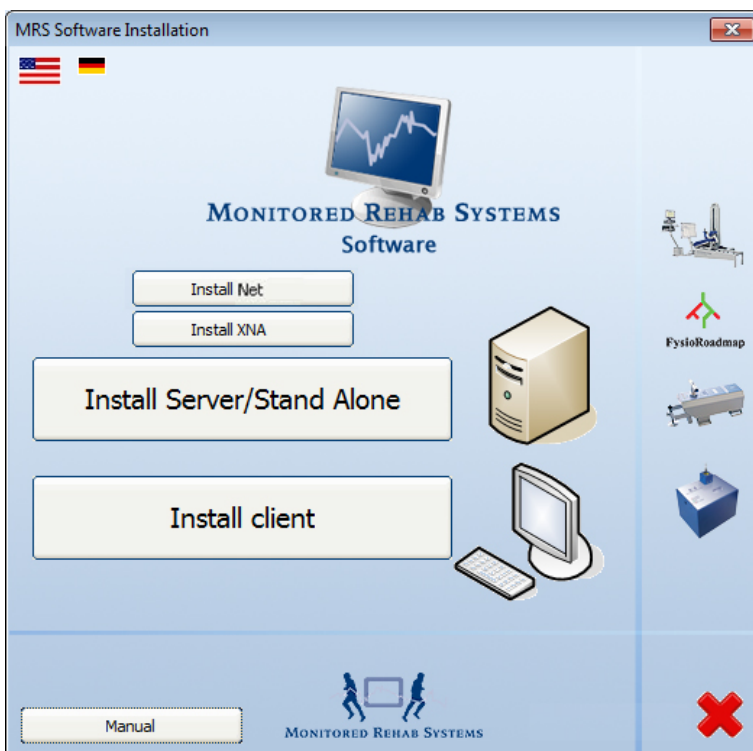 MRS Software Installation
MONITORED REHAB SYSTEMS
Software
Install Net
Install XNA
FysioRoadmap
Install Server/Stand Alone
Install client
Manual
MONITORED REHAB SYSTEMS